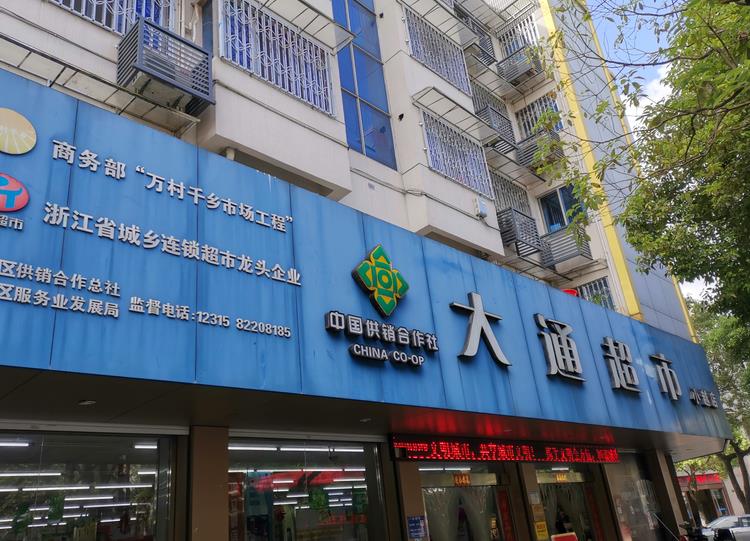 商务部“万村千乡市场工程”
超市
浙江省城乡连锁超市龙头企业
区供销合作总社
区服务业发展局
监督电话:12315 82208185
中国供销合作社
CHINA CO-OP
大通超市